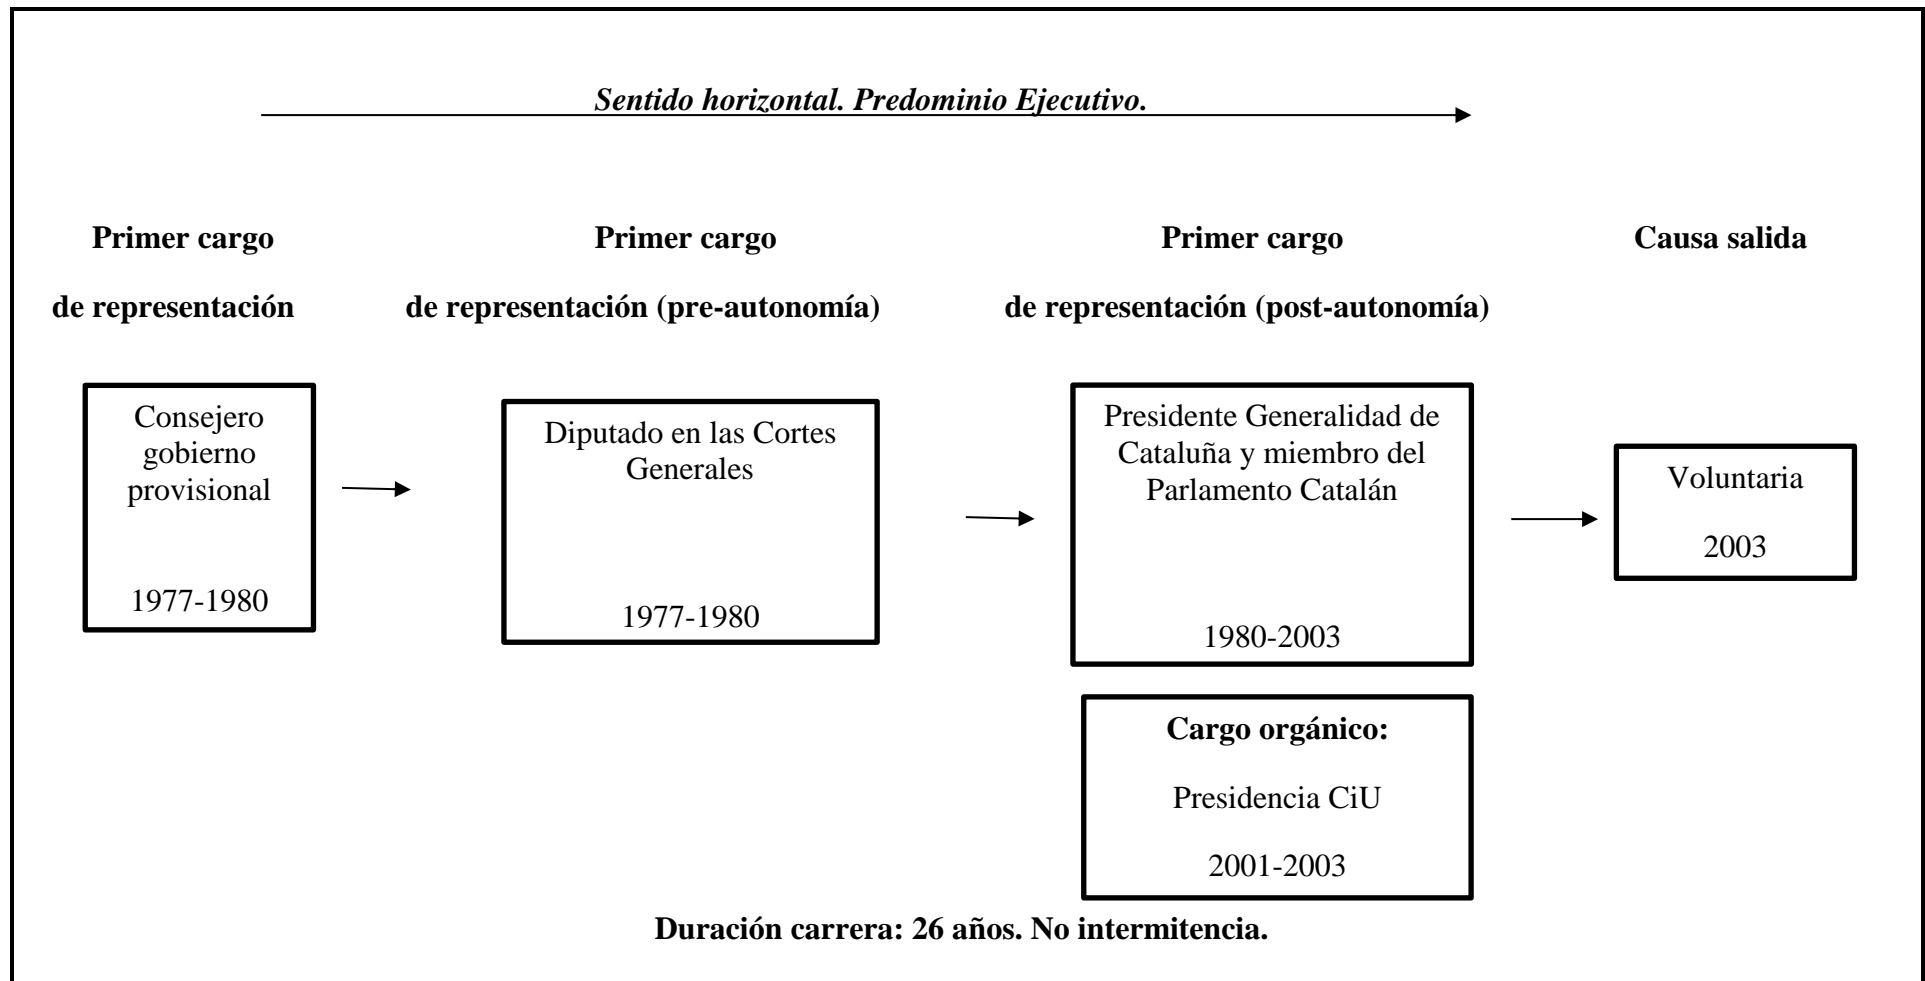 Sentido horizontal. Predominio Ejecutivo.
Primer cargo
de representación
Primer cargo
de representación (pre-autonomía)
Primer cargo
de representación (post-autonomía)
Causa salida
Consejero
gobierno
provisional
1977-1980
Diputado en las Cortes
Generales
1977-1980
Presidente Generalidad de
Cataluña y miembro del
Parlamento Catalán
1980-2003
Voluntaria
2003
Cargo orgánico:
Presidencia CiU
2001-2003
Duración carrera: 26 años. No intermitencia.